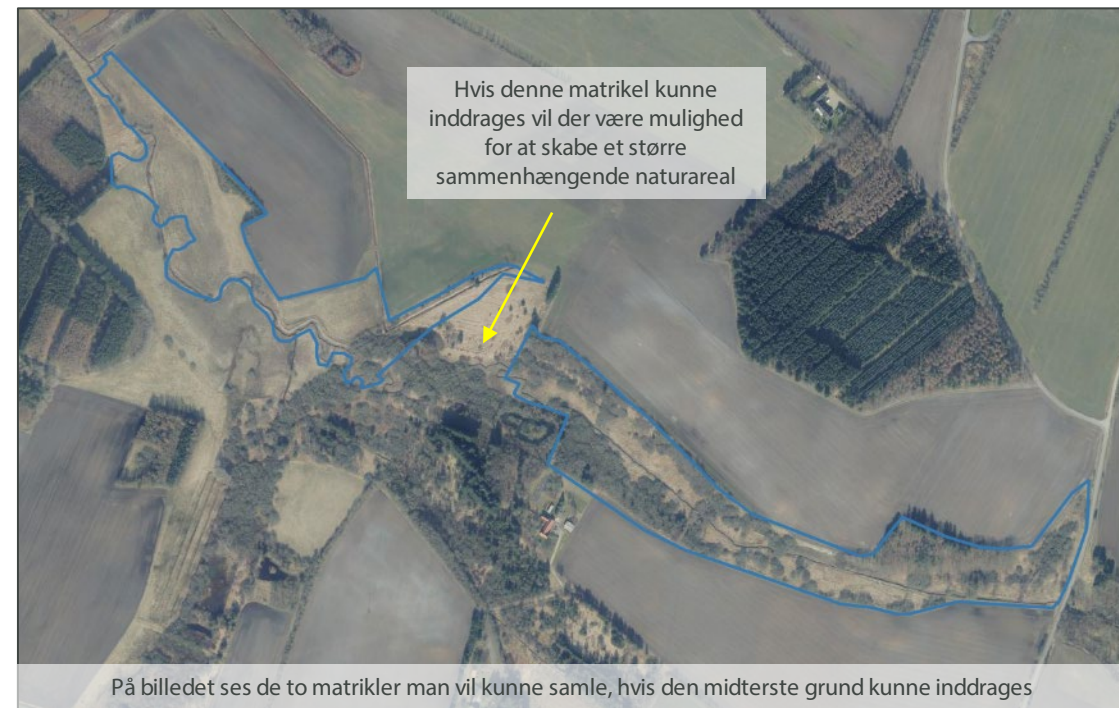 Hvis denne matrikel kunne
inddrages vil der være mulighed
for at skabe et større
sammenhængende naturareal
På billedet ses de to matrikler man vil kunne samle, hvis den midterste grund kunne inddrages